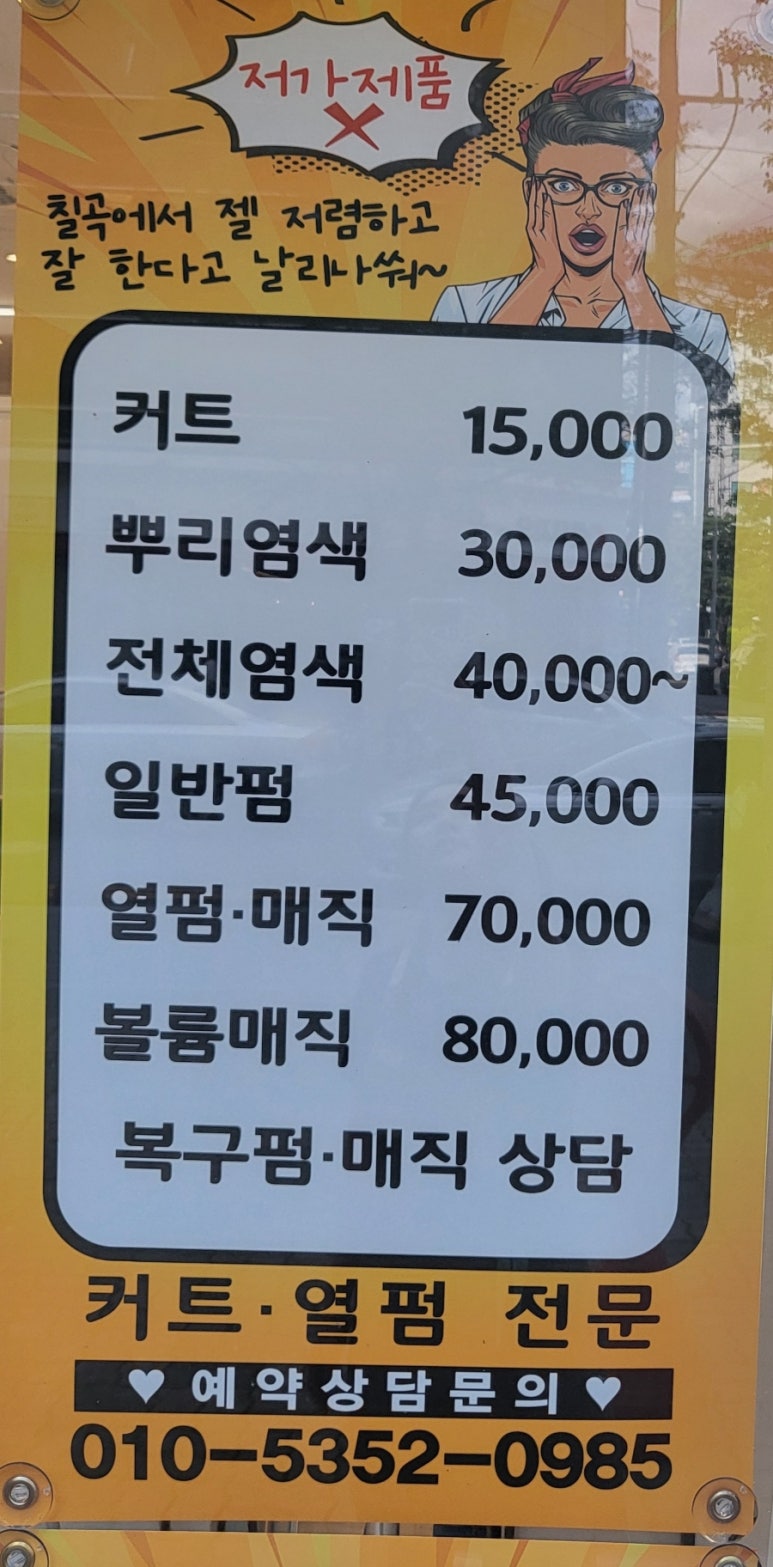 저가제품
X
칠곡에서 젤 저렴하고
잘 한다고 날리나쒀~
커트 15,000
뿌리염색 30,000
전체염색 40,000~
일반펌 45,000
열펌·매직 70,000
볼륨매직 80,000
복구펌·매직 상담
커트·열펌 전문
♥예약상담문의♥
010-5352-0985